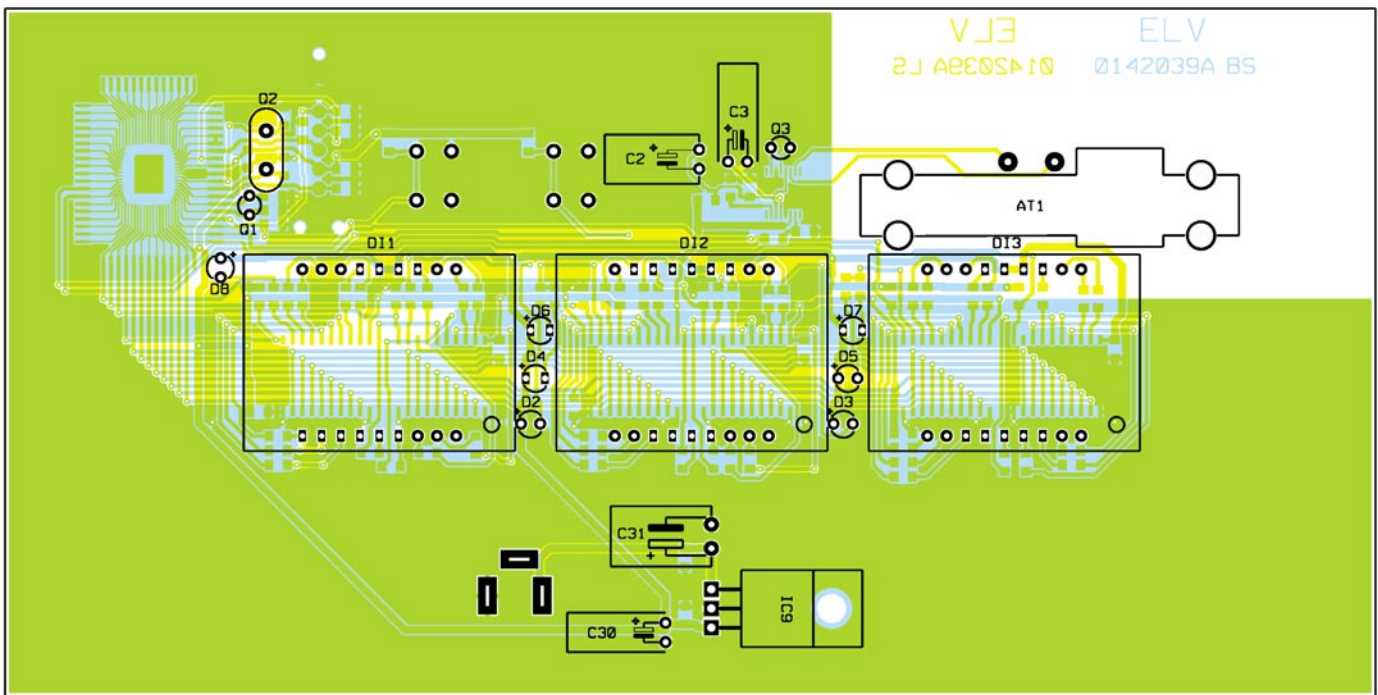 ELV ELV
0142039A LS 0142039A BS
Q2
C3
Q3
C2
AT1
Q1
DI1 DI2 DI3
D8
D6 D7
D4 D5
D2 D3
C31
IC9
C30